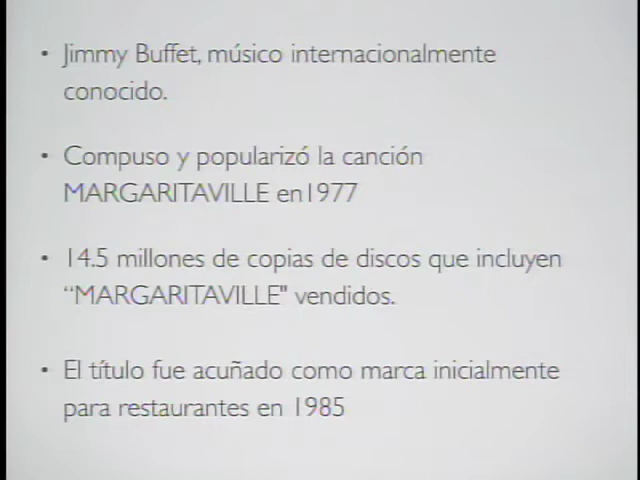 • Jimmy Buffet, músico internacionalmente
conocido.
• Compuso y popularizó la canción
MARGARITAVILLE en1977
• 14.5 millones de copias de discos que incluyen
“MARGARITAVILLE" vendidos.
• El título fue acuñado como marca inicialmente
para restaurantes en 1985